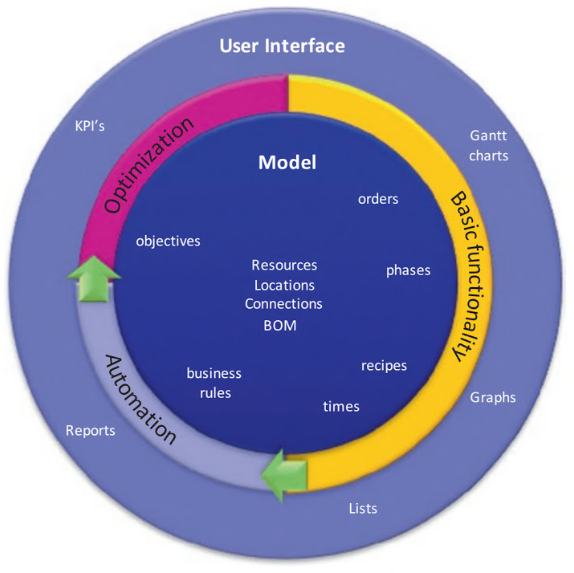 User Interface
KPI's
Optimization
Gantt
charts
Model
orders
Basic functionality
objectives
Resources
Locations
Connections
BOM
phases
business
rules
recipes
times
Automation
Graphs
Reports
Lists